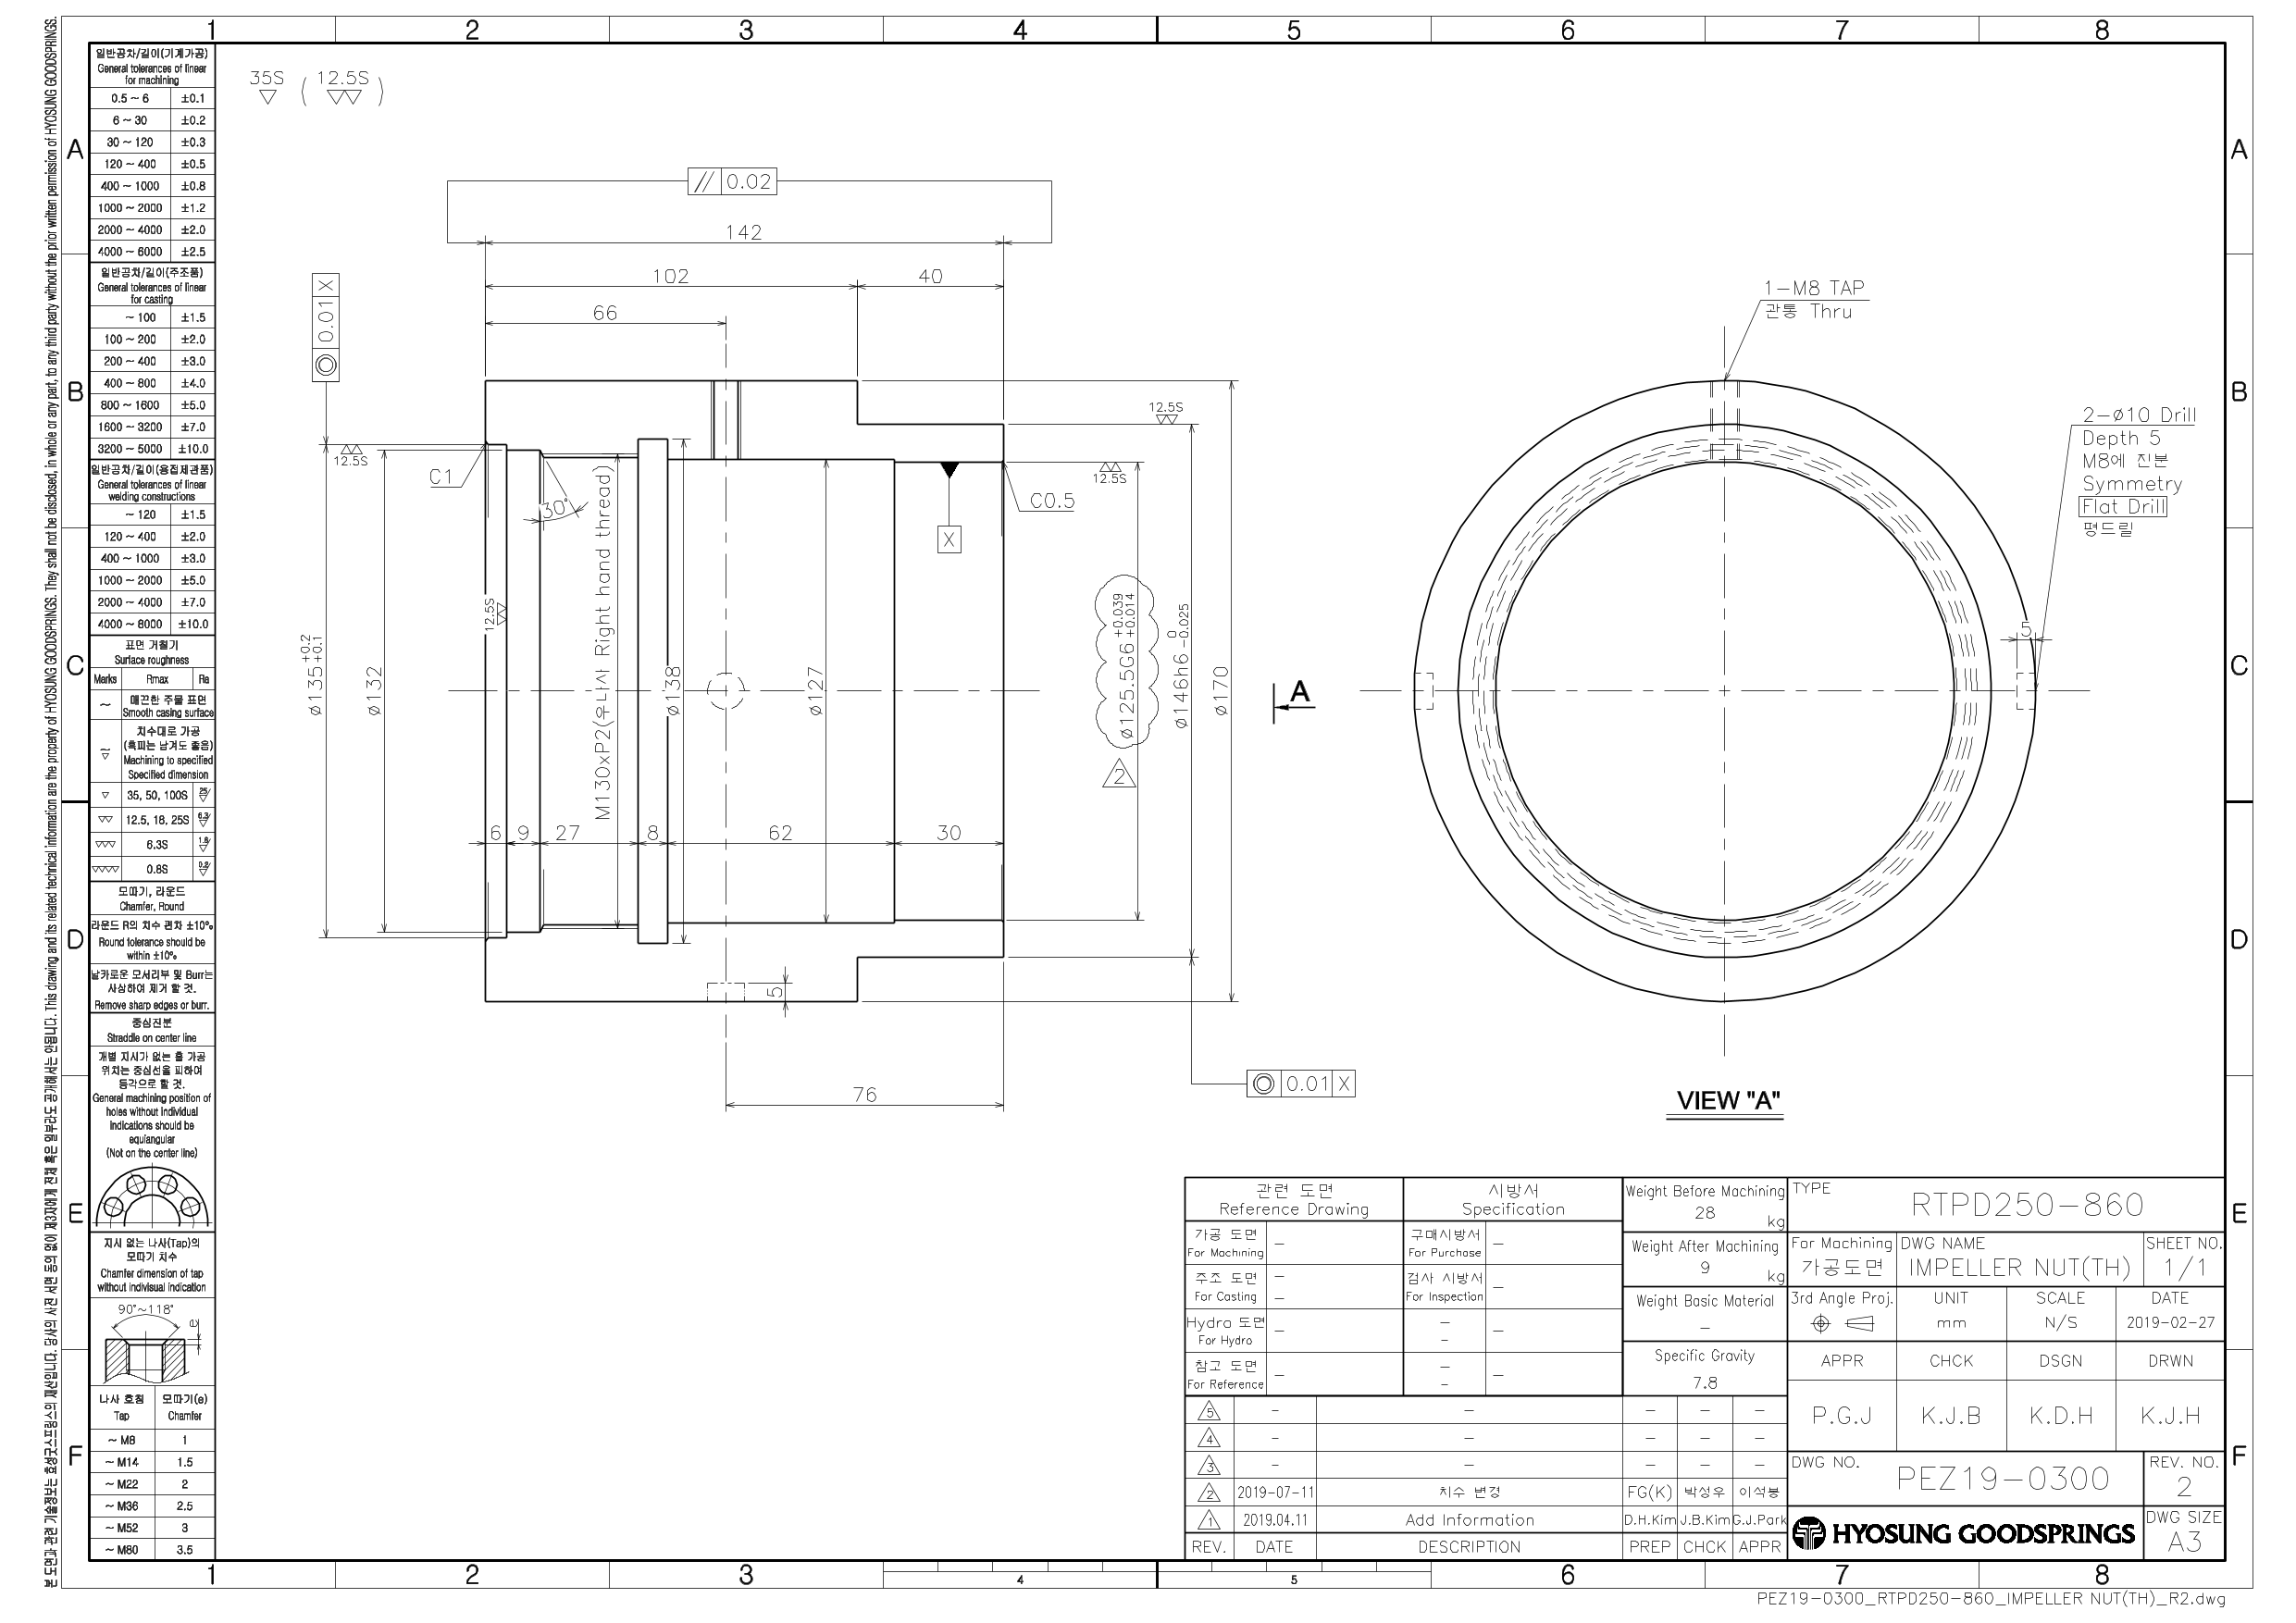 1 2 3 4 5 6 7 8
A
B
C
D
E
F
일반공차/길이(기계가공)
General tolerances of linear
for machining
0.5 ~ 6 ±0.1
6 ~ 30 ±0.2
30 ~ 120 ±0.3
120 ~ 400 ±0.5
400 ~ 1000 ±0.8
1000 ~ 2000 ±1.2
2000 ~ 4000 ±2.0
4000 ~ 6000 ±2.5
일반공차/길이(주조품)
General tolerances of linear
for casting
~ 100 ±1.5
100 ~ 200 ±2.0
200 ~ 400 ±3.0
400 ~ 800 ±4.0
800 ~ 1600 ±5.0
1600 ~ 3200 ±7.0
3200 ~ 5000 ±10.0
일반공차/길이(용접제관품)
General tolerances of linear
welding constructions
~ 120 ±1.5
120 ~ 400 ±2.0
400 ~ 1000 ±3.0
1000 ~ 2000 ±5.0
2000 ~ 4000 ±7.0
4000 ~ 8000 ±10.0
표면 거칠기
Surface roughness
Marks Rmax Ra
~ 매끈한 주물 표면
Smooth casing surface
치수대로 가공
(흑피는 남겨도 좋음)
Machining to specified
Specified dimension
▽ 35, 50, 100S 25
▽▽ 12.5, 18, 25S 6.3
▽▽▽ 6.3S 1.6
▽▽▽▽ 0.8S 0.2
모따기, 라운드
Chamfer, Round
라운드 R의 치수 편차 ±10%
Round tolerance should be
within ±10%
날카로운 모서리부 및 Burr는
사상하여 제거 할 것.
Remove sharp edges or burr.
중심진분
Straddle on center line
개별 지시가 없는 홀 가공
위치는 중심선을 피하여
등각으로 할 것.
General machining position of
holes without individual
indications should be
equiangular
(Not on the center line)
지시 없는 나사(Tap)의
모따기 치수
Chamfer dimension of tap
without indivisual indication
90°~118°
e
나사 호칭 모따기(e)
Tap Chamfer
~ M8 1
~ M14 1.5
~ M22 2
~ M36 2.5
~ M52 3
~ M80 3.5
본 도면과 관련 기술정보는 효성굿스프링스의 재산입니다. 당사의 사전 서면 동의 없이 제3자에게 전체 혹은 일부라도 공개해서는 안됩니다. This drawing and its related technical information are the property of HYOSUNG GOODSPRINGS. They shall not be disclosed, in whole or any part, to any third party without the prior written permission of HYOSUNG GOODSPRINGS.
35S ( 12.5S )
// 0.02
142
102 40
66
◎ 0.01 X
12.5S
C1
30°
M130xP2(우나사 Right hand thread)
12.5S
ø135 +0.2 +0.1
ø132
ø138
ø127
X
C0.5
12.5S
12.5S
ø125.5G6 +0.039 +0.014
2
ø146h6 0 -0.025
ø170
6 9 27 8 62 30
5
76
◎ 0.01 X
A
1-M8 TAP
관통 Thru
2-ø10 Drill
Depth 5
M8에 진분
Symmetry
Flat Drill
평드릴
5
VIEW "A"
관련 도면
Reference Drawing
시방서
Specification
가공 도면
For Machining
–
구매시방서
For Purchase
–
주조 도면
For Casting
–
–
검사 시방서
For Inspection
–
Hydro 도면
For Hydro
–
–
–
–
참고 도면
For Reference
–
–
–
–
Weight Before Machining
28
kg
Weight After Machining
9
kg
Weight Basic Material
–
Specific Gravity
7.8
TYPE
RTPD250-860
For Machining
가공도면
DWG NAME
IMPELLER NUT(TH)
SHEET NO.
1/1
3rd Angle Proj. UNIT SCALE DATE
mm N/S 2019-02-27
APPR CHCK DSGN DRWN
P.G.J K.J.B K.D.H K.J.H
5 – – – – –
4 – – – – –
3 – – – – –
2 2019-07-11 치수 변경 FG(K) 박성우 이석봉
1 2019.04.11 Add Information D.H.Kim J.B.Kim G.J.Park
REV. DATE DESCRIPTION PREP CHCK APPR
DWG NO.
PEZ19-0300
REV. NO.
2
HYOSUNG GOODSPRINGS
DWG SIZE
A3
A
B
C
D
E
F
1 2 3 4 5 6 7 8
PEZ19-0300_RTPD250-860_IMPELLER NUT(TH)_R2.dwg